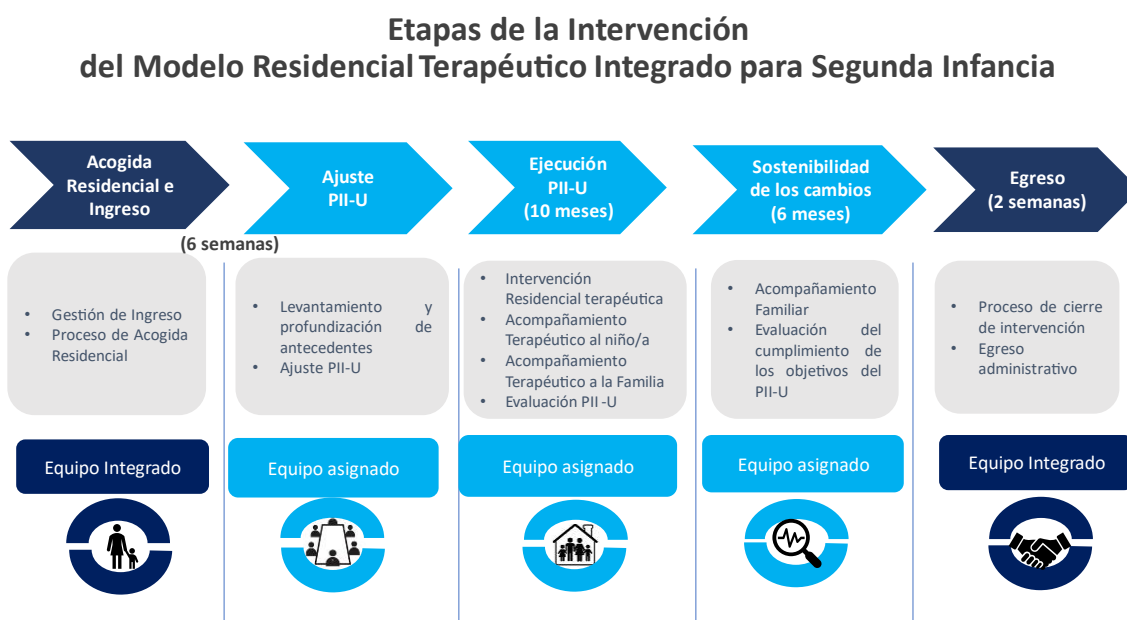 Etapas de la Intervención
del Modelo Residencial Terapéutico Integrado para Segunda Infancia
Acogida
Residencial e
Ingreso
Ajuste
PII-U
(6 semanas)
Ejecución
PII-U
(10 meses)
Sostenibilidad
de los cambios
(6 meses)
Egreso
(2 semanas)
• Gestión de Ingreso
• Proceso de Acogida
Residencial
• Levantamiento y
profundización de
antecedentes
• Ajuste PII-U
• Intervención
Residencial terapéutica
• Acompañamiento
Terapéutico al niño/a
• Acompañamiento
Terapéutico a la Familia
• Evaluación PII -U
• Acompañamiento
Familiar
• Evaluación del
cumplimiento de
los objetivos del
PII-U
• Proceso de cierre
de intervención
• Egreso
administrativo
Equipo Integrado
Equipo asignado
Equipo asignado
Equipo asignado
Equipo Integrado